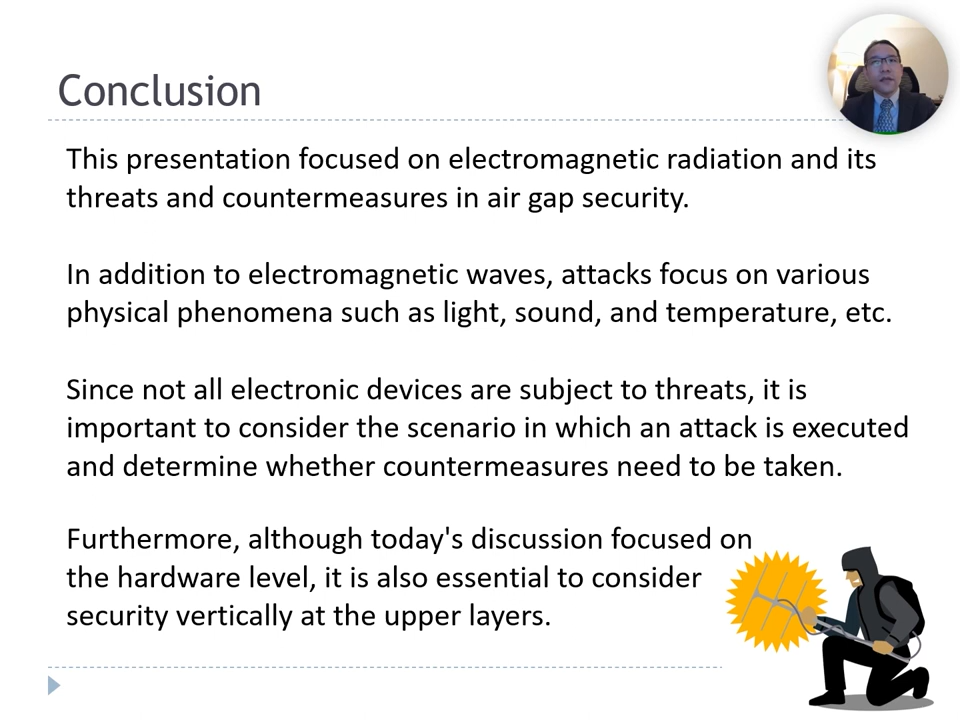 Conclusion
This presentation focused on electromagnetic radiation and its
threats and countermeasures in air gap security.
In addition to electromagnetic waves, attacks focus on various
physical phenomena such as light, sound, and temperature, etc.
Since not all electronic devices are subject to threats, it is
important to consider the scenario in which an attack is executed
and determine whether countermeasures need to be taken.
Furthermore, although today's discussion focused on
the hardware level, it is also essential to consider
security vertically at the upper layers.